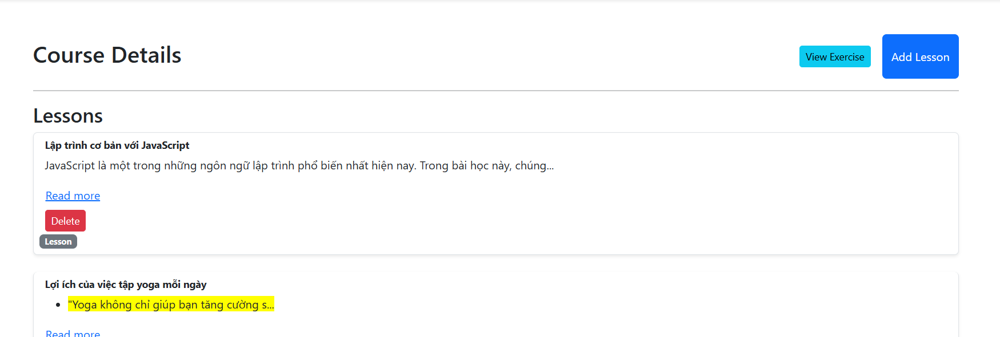 Course Details
View Exercise
Add Lesson
Lessons
Lập trình cơ bản với JavaScript
JavaScript là một trong những ngôn ngữ lập trình phổ biến nhất hiện nay. Trong bài học này, chúng...
Read more
Delete
Lesson
Lợi ích của việc tập yoga mỗi ngày
"Yoga không chỉ giúp bạn tăng cường s...
Read more